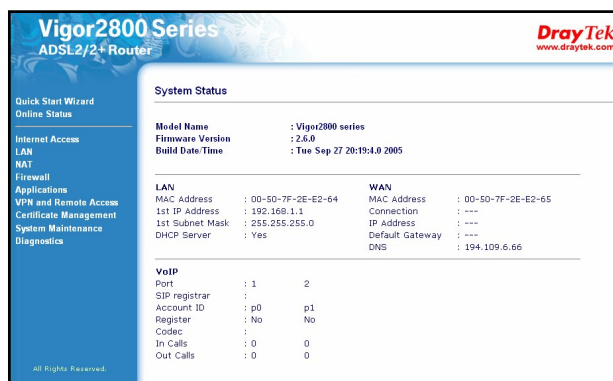 Vigor2800 Series
ADSL2/2+ Router
DrayTek
www.draytek.com
Quick Start Wizard
Online Status
Internet Access
LAN
NAT
Firewall
Applications
VPN and Remote Access
Certificate Management
System Maintenance
Diagnostics
All Rights Reserved.
System Status
Model Name : Vigor2800 series
Firmware Version : 2.6.0
Build Date/Time : Tue Sep 27 20:19:4.0 2005
LAN
MAC Address : 00-50-7F-2E-E2-64
1st IP Address : 192.168.1.1
1st Subnet Mask : 255.255.255.0
DHCP Server : Yes
WAN
MAC Address : 00-50-7F-2E-E2-65
Connection : ---
IP Address : ---
Default Gateway : ---
DNS : 194.109.6.66
VoIP
Port : 1 2
SIP registrar :
Account ID : p0 p1
Register : No No
Codec :
In Calls : 0 0
Out Calls : 0 0